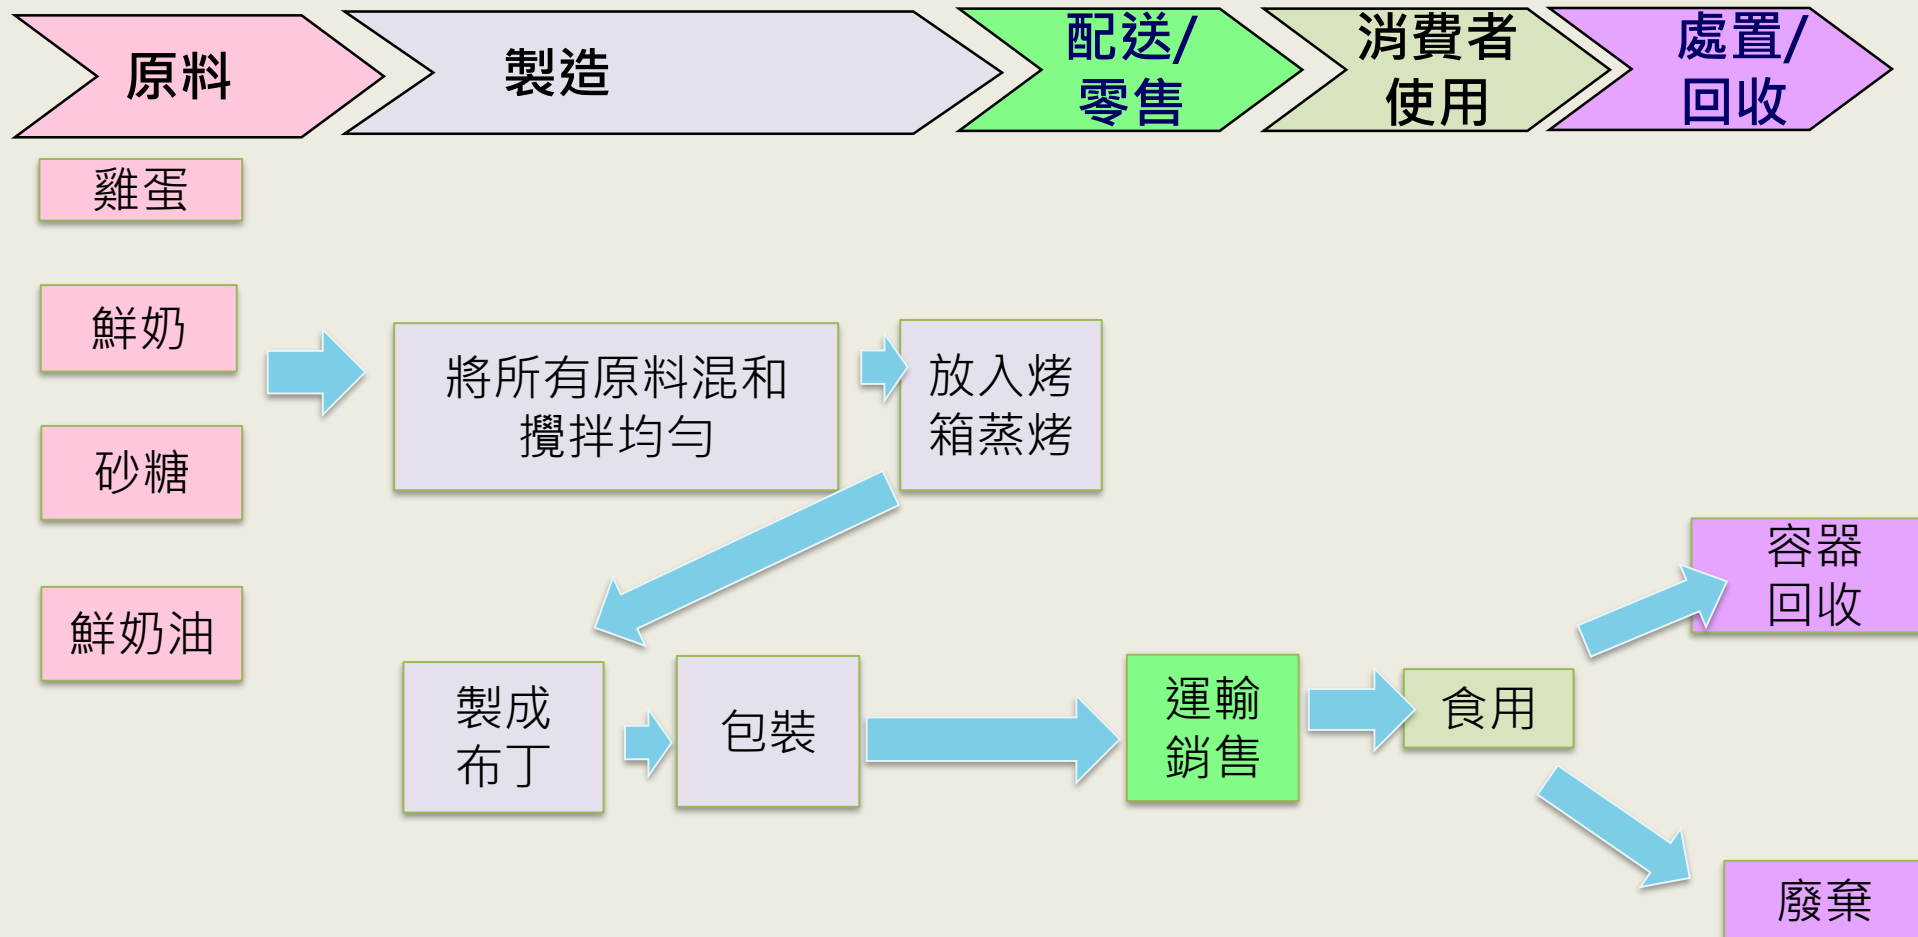 原料
製造
配送/
零售
消費者
使用
處置/
回收
雞蛋
鮮奶
砂糖
鮮奶油
將所有原料混和
攪拌均勻
放入烤
箱蒸烤
製成
布丁
包裝
運輸
銷售
食用
容器
回收
廢棄